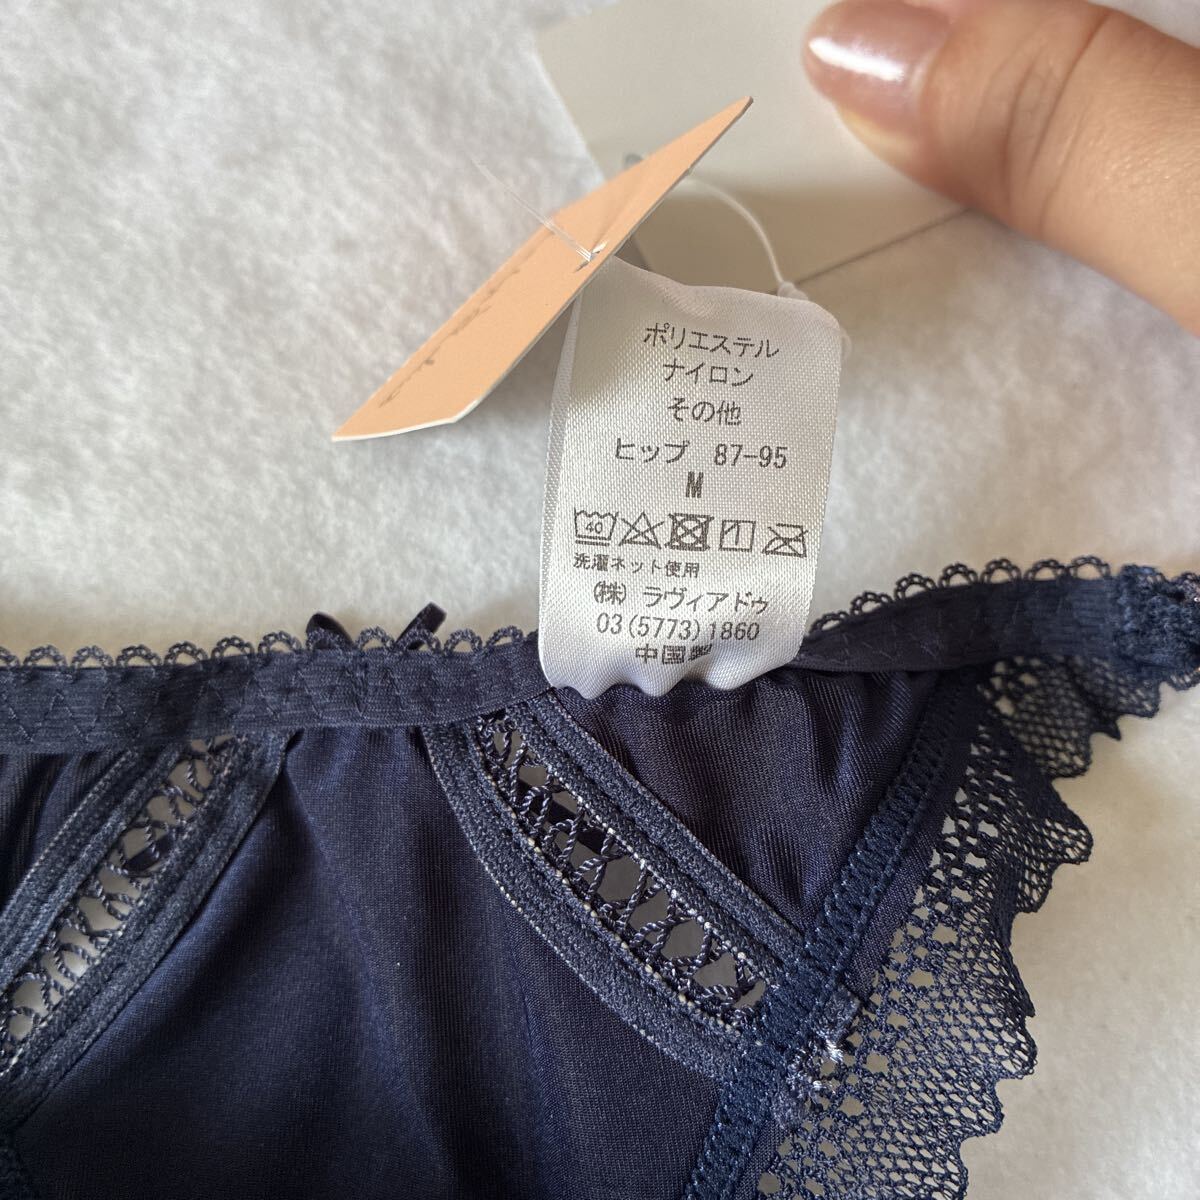 ポリエステル
ナイロン
その他
ヒップ 87-95
M
40
洗濯ネット使用
(株) ラヴィアドゥ
03(5773)1860
中国製